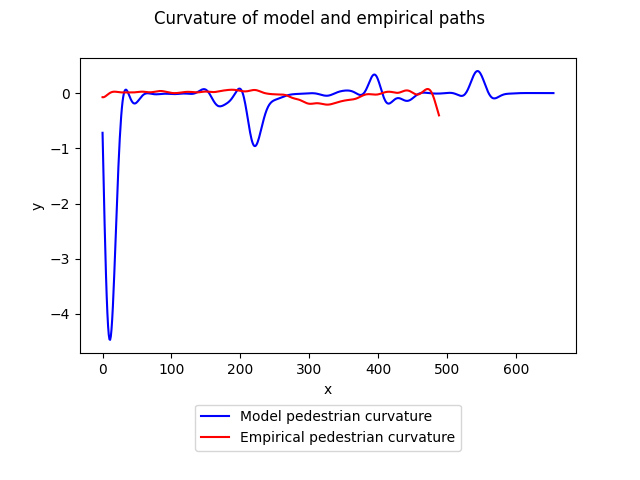 Curvature of model and empirical paths
0
−1
−2
−3
−4
y
0 100 200 300 400 500 600
x
Model pedestrian curvature
Empirical pedestrian curvature